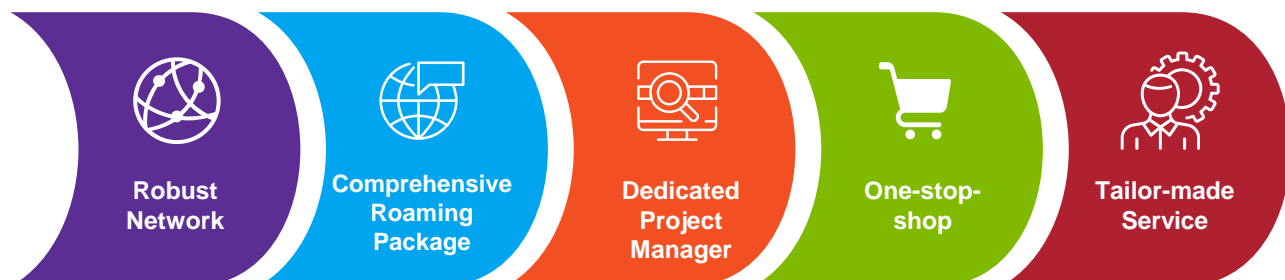 Robust
Network
Comprehensive
Roaming
Package
Dedicated
Project
Manager
One-stop-
shop
Tailor-made
Service